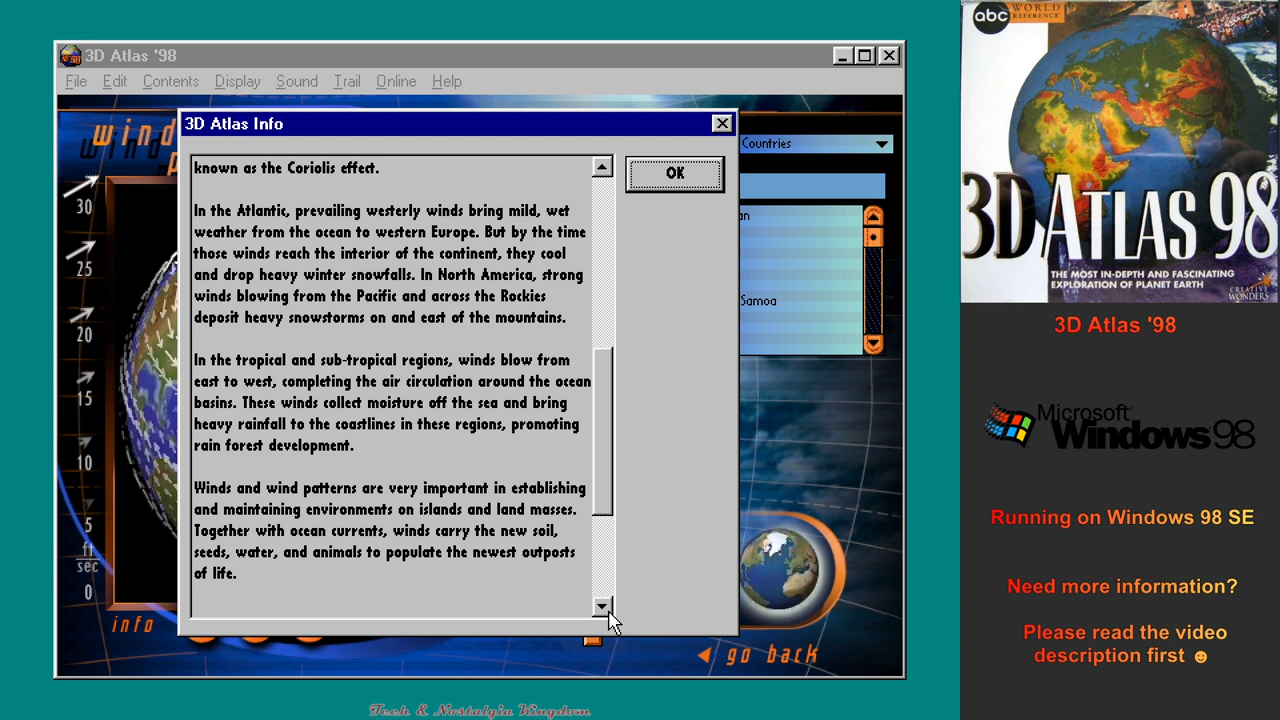 3D Atlas '98
File Edit Contents Display Sound Trail Online Help
wind
p
30
25
20
15
10
5
ft
sec
0
info
3D Atlas Info
known as the Coriolis effect.
In the Atlantic, prevailing westerly winds bring mild, wet
weather from the ocean to western Europe. But by the time
those winds reach the interior of the continent, they cool
and drop heavy winter snowfalls. In North America, strong
winds blowing from the Pacific and across the Rockies
deposit heavy snowstorms on and east of the mountains.
In the tropical and sub-tropical regions, winds blow from
east to west, completing the air circulation around the ocean
basins. These winds collect moisture off the sea and bring
heavy rainfall to the coastlines in these regions, promoting
rain forest development.
Winds and wind patterns are very important in establishing
and maintaining environments on islands and land masses.
Together with ocean currents, winds carry the new soil,
seeds, water, and animals to populate the newest outposts
of life.
OK
Countries
an
Samoa
go back
Tech & Nostalgia Kingdom
abc WORLD
REFERENCE
3D ATLAS 98
THE MOST IN-DEPTH AND FASCINATING
EXPLORATION OF PLANET EARTH
CREATIVE
WONDERS
3D Atlas '98
Microsoft
Windows 98
Running on Windows 98 SE
Need more information?
Please read the video
description first ☻